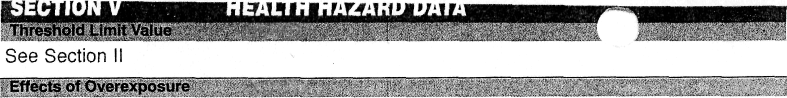 SECTION V HEALTH HAZARD DATA
Threshold Limit Value
See Section II
Effects of Overexposure